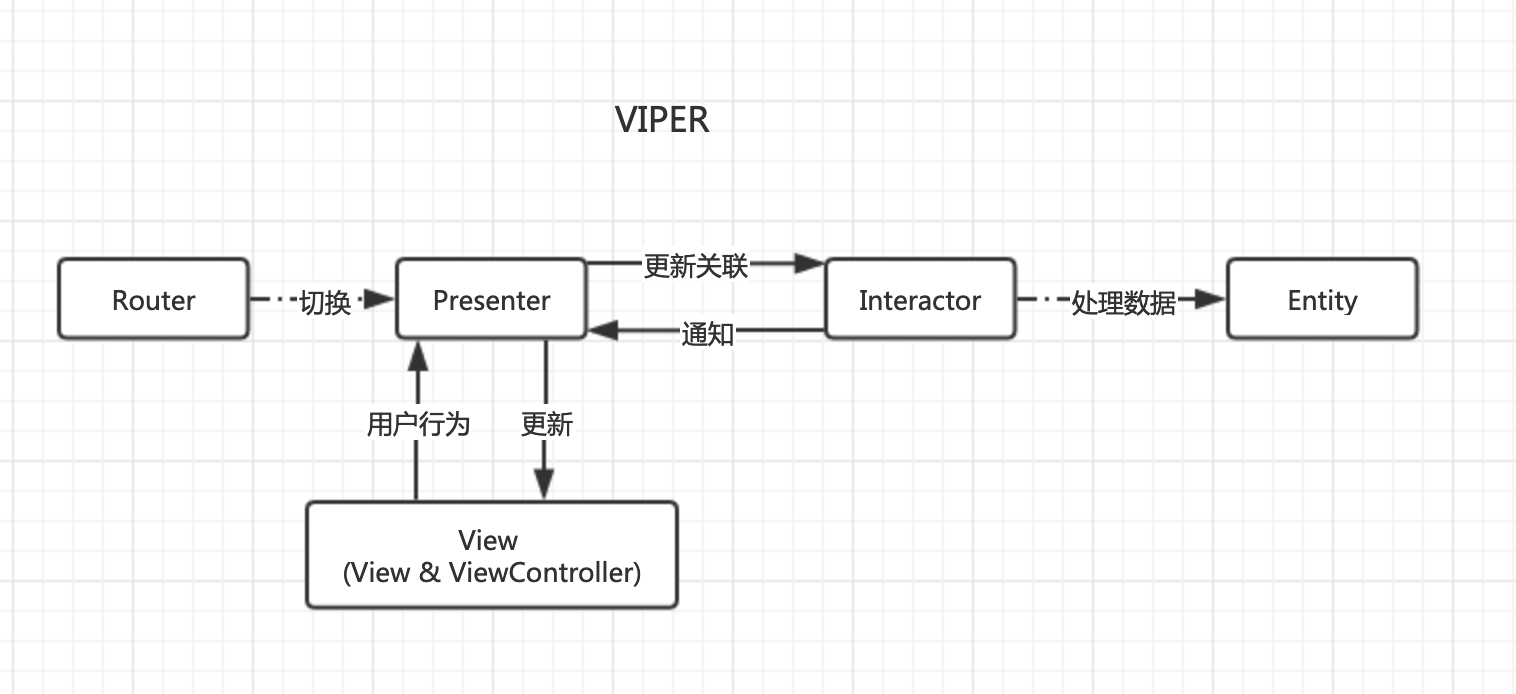 VIPER
更新关联
Router
切换
Presenter
Interactor
处理数据
Entity
通知
用户行为
更新
View
(View & ViewController)